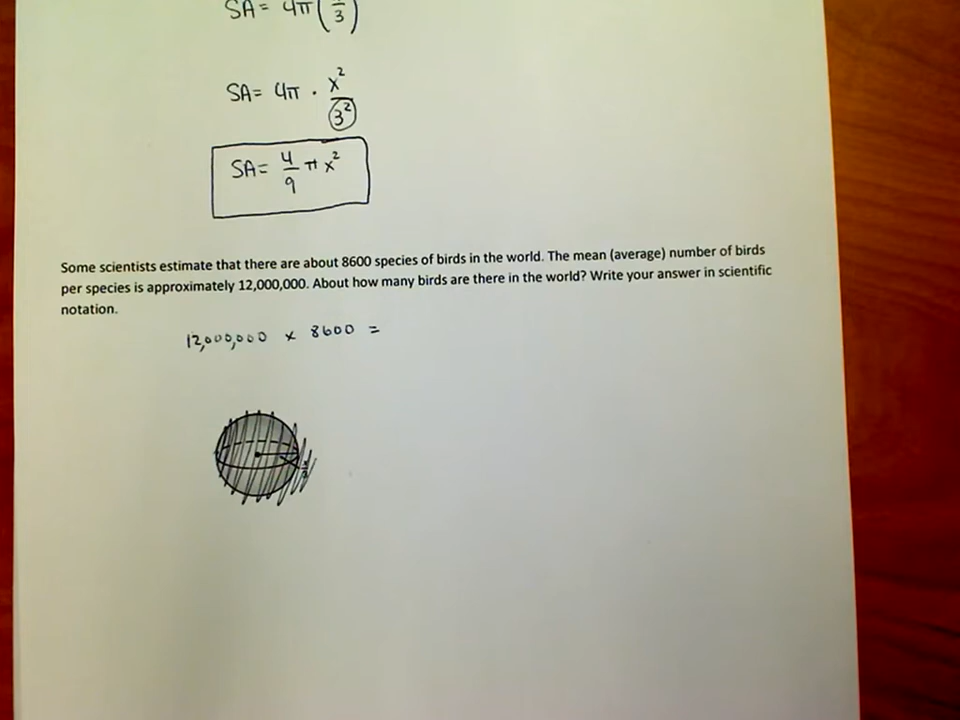 SA = 4π( /3)
SA= 4π · x²/3²
SA= 4/9 πx²
Some scientists estimate that there are about 8600 species of birds in the world. The mean (average) number of birds
per species is approximately 12,000,000. About how many birds are there in the world? Write your answer in scientific
notation.
12,000,000 x 8600 =